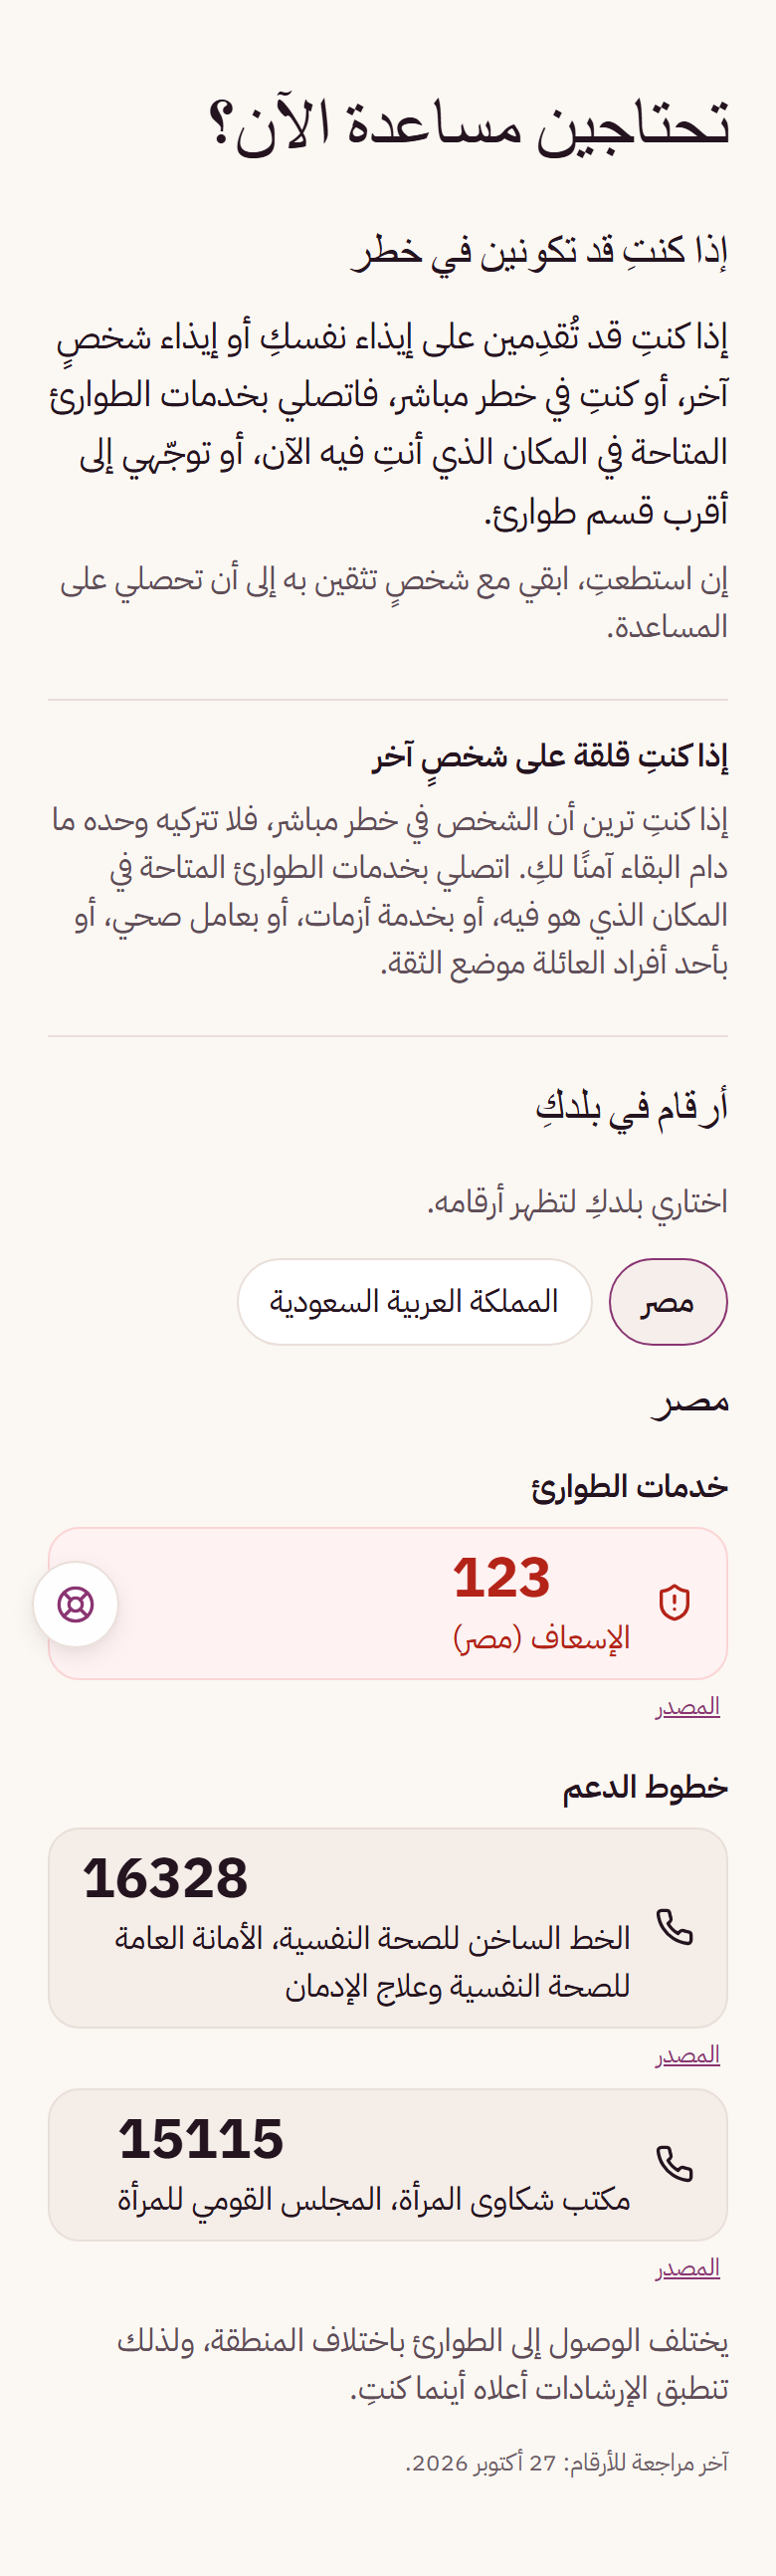 تحتاجين مساعدة الآن؟
إذا كنتِ قد تكونين في خطر
إذا كنتِ قد تُقدِمين على إيذاء نفسكِ أو إيذاء شخصٍ
آخر، أو كنتِ في خطر مباشر، فاتصلي بخدمات الطوارئ
المتاحة في المكان الذي أنتِ فيه الآن، أو توجّهي إلى
أقرب قسم طوارئ.
إن استطعتِ، ابقي مع شخصٍ تثقين به إلى أن تحصلي على
المساعدة.
إذا كنتِ قلقة على شخصٍ آخر
إذا كنتِ ترين أن الشخص في خطر مباشر، فلا تتركيه وحده ما
دام البقاء آمنًا لكِ. اتصلي بخدمات الطوارئ المتاحة في
المكان الذي هو فيه، أو بخدمة أزمات، أو بعامل صحي، أو
بأحد أفراد العائلة موضع الثقة.
أرقام في بلدكِ
اختاري بلدكِ لتظهر أرقامه.
مصر
المملكة العربية السعودية
مصر
خدمات الطوارئ
123
الإسعاف (مصر)
المصدر
خطوط الدعم
16328
الخط الساخن للصحة النفسية، الأمانة العامة
للصحة النفسية وعلاج الإدمان
المصدر
15115
مكتب شكاوى المرأة، المجلس القومي للمرأة
المصدر
يختلف الوصول إلى الطوارئ باختلاف المنطقة، ولذلك
تنطبق الإرشادات أعلاه أينما كنتِ.
آخر مراجعة للأرقام: 27 أكتوبر 2026.